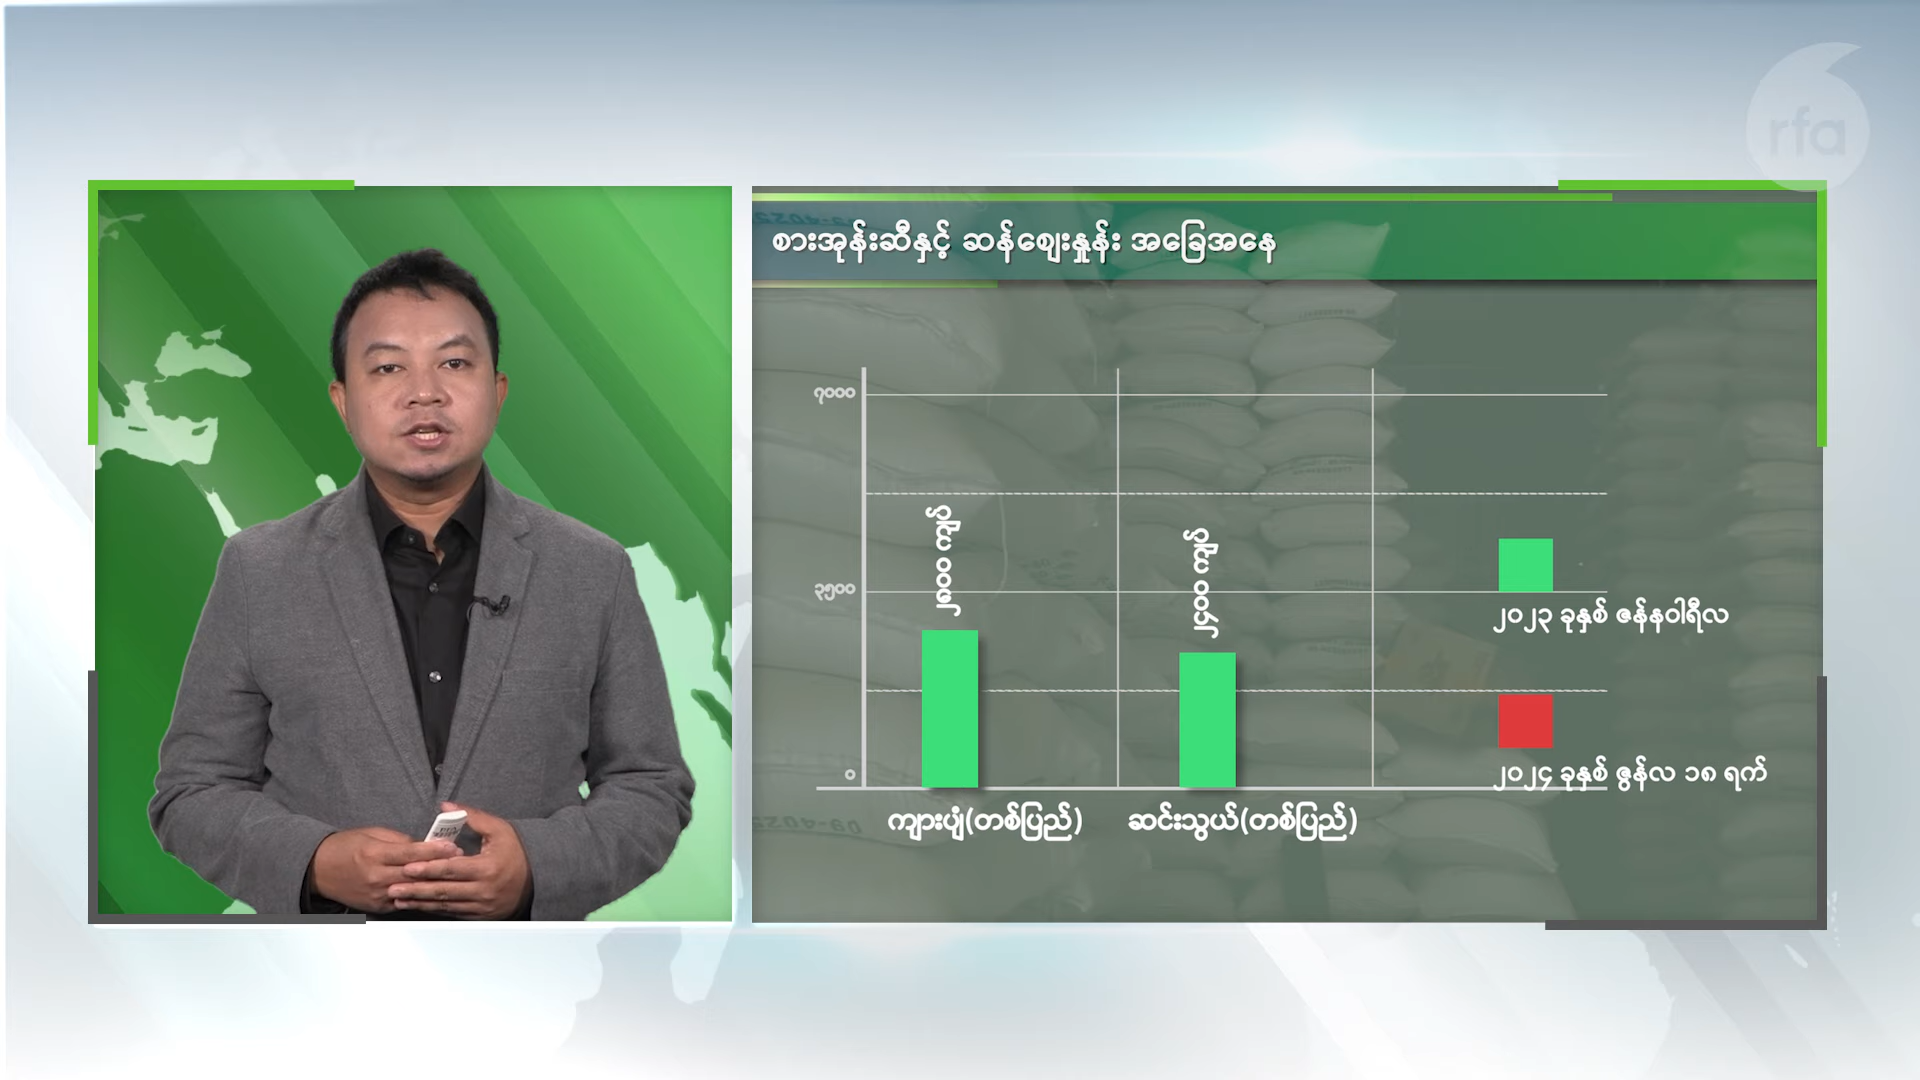 rfa
စားအုန်းဆီနှင့် ဆန်ဈေးနှုန်း အခြေအနေ
၇၀၀၀
၃၅၀၀
၀
၂၈၀၀ ကျပ်
၂၄၀၀ ကျပ်
ကျားပျံ(တစ်ပြည်)
ဆင်းသွယ်(တစ်ပြည်)
၂၀၂၃ ခုနှစ် ဇန်နဝါရီလ
၂၀၂၄ ခုနှစ် ဇွန်လ ၁၈ ရက်